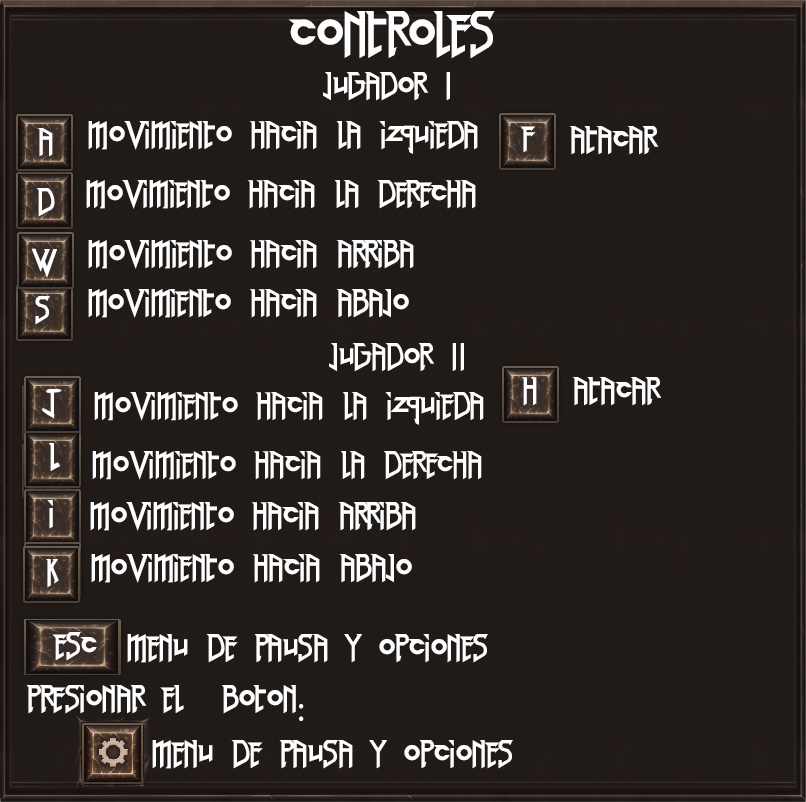 CONTROLES
JUGADOR I
A MOVIMIENTO HACIA LA IZQUIEDA F ATACAR
D MOVIMIENTO HACIA LA DERECHA
W MOVIMIENTO HACIA ARRIBA
S MOVIMIENTO HACIA ABAJO
JUGADOR II
J MOVIMIENTO HACIA LA IZQUIEDA H ATACAR
L MOVIMIENTO HACIA LA DERECHA
I MOVIMIENTO HACIA ARRIBA
K MOVIMIENTO HACIA ABAJO
ESC MENU DE PAUSA Y OPCIONES
PRESIONAR EL BOTON:
MENU DE PAUSA Y OPCIONES